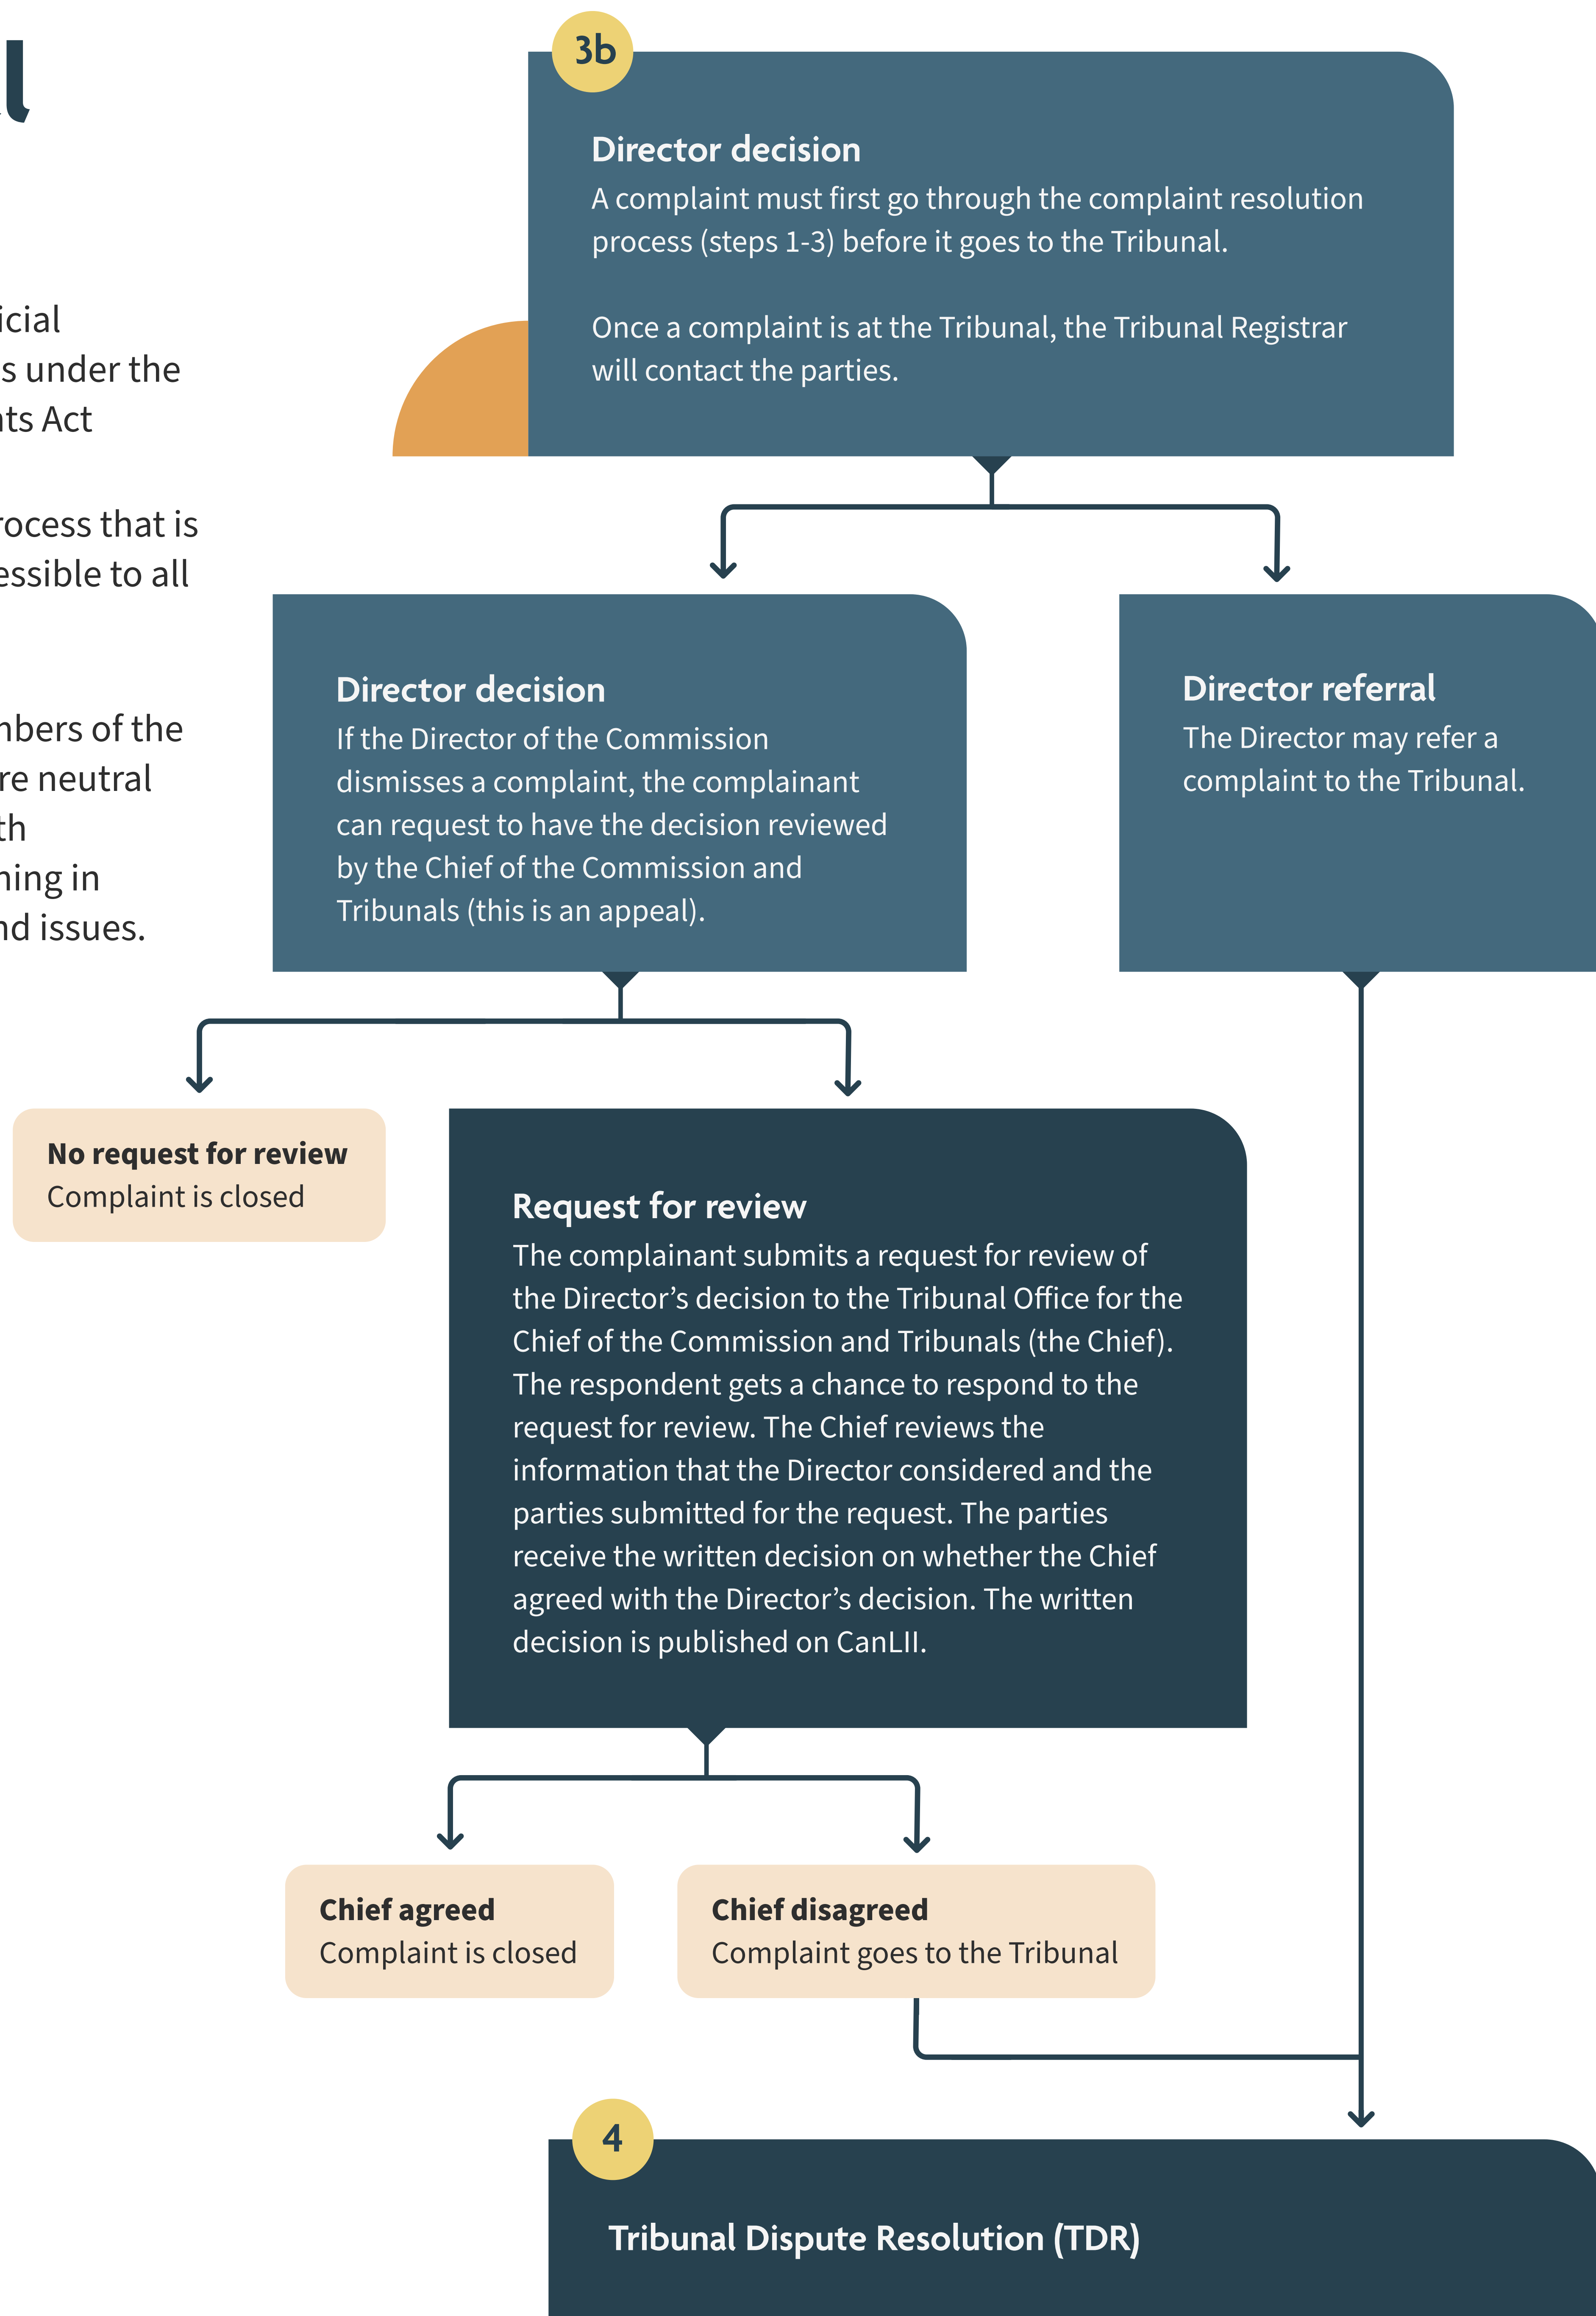 l
icial
s under the
nts Act
rocess that is
essible to all
nbers of the
re neutral
th
ning in
nd issues.
3b
Director decision
A complaint must first go through the complaint resolution
process (steps 1-3) before it goes to the Tribunal.
Once a complaint is at the Tribunal, the Tribunal Registrar
will contact the parties.
Director decision
If the Director of the Commission
dismisses a complaint, the complainant
can request to have the decision reviewed
by the Chief of the Commission and
Tribunals (this is an appeal).
Director referral
The Director may refer a
complaint to the Tribunal.
No request for review
Complaint is closed
Request for review
The complainant submits a request for review of
the Director’s decision to the Tribunal Office for the
Chief of the Commission and Tribunals (the Chief).
The respondent gets a chance to respond to the
request for review. The Chief reviews the
information that the Director considered and the
parties submitted for the request. The parties
receive the written decision on whether the Chief
agreed with the Director’s decision. The written
decision is published on CanLII.
Chief agreed
Complaint is closed
Chief disagreed
Complaint goes to the Tribunal
4
Tribunal Dispute Resolution (TDR)